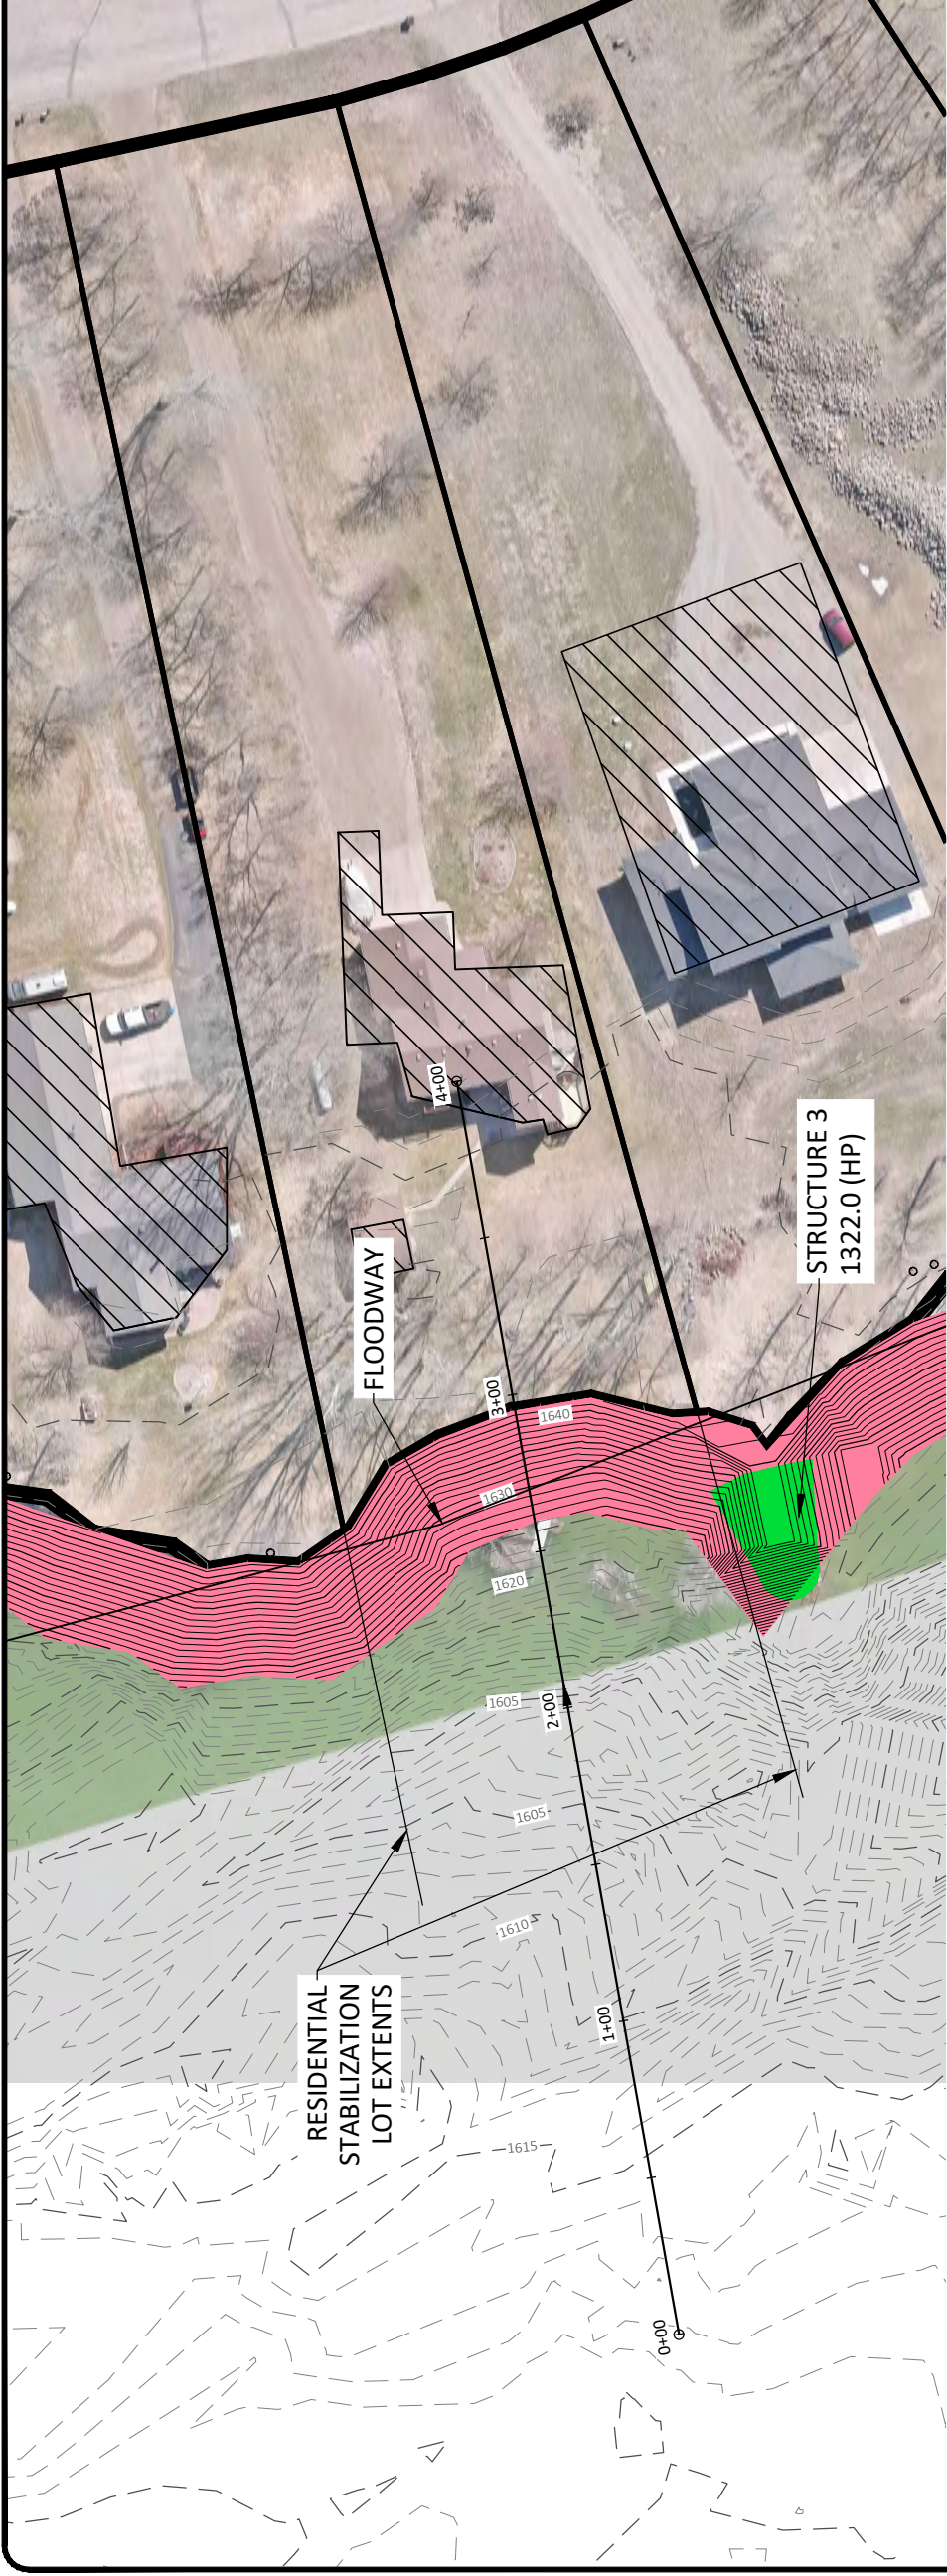 4+00
STRUCTURE 3
1322.0 (HP)
FLOODWAY
3+00
1640
1630
1620
1605
2+00
1605
1610
RESIDENTIAL
STABILIZATION
LOT EXTENTS
1+00
1615
0+00